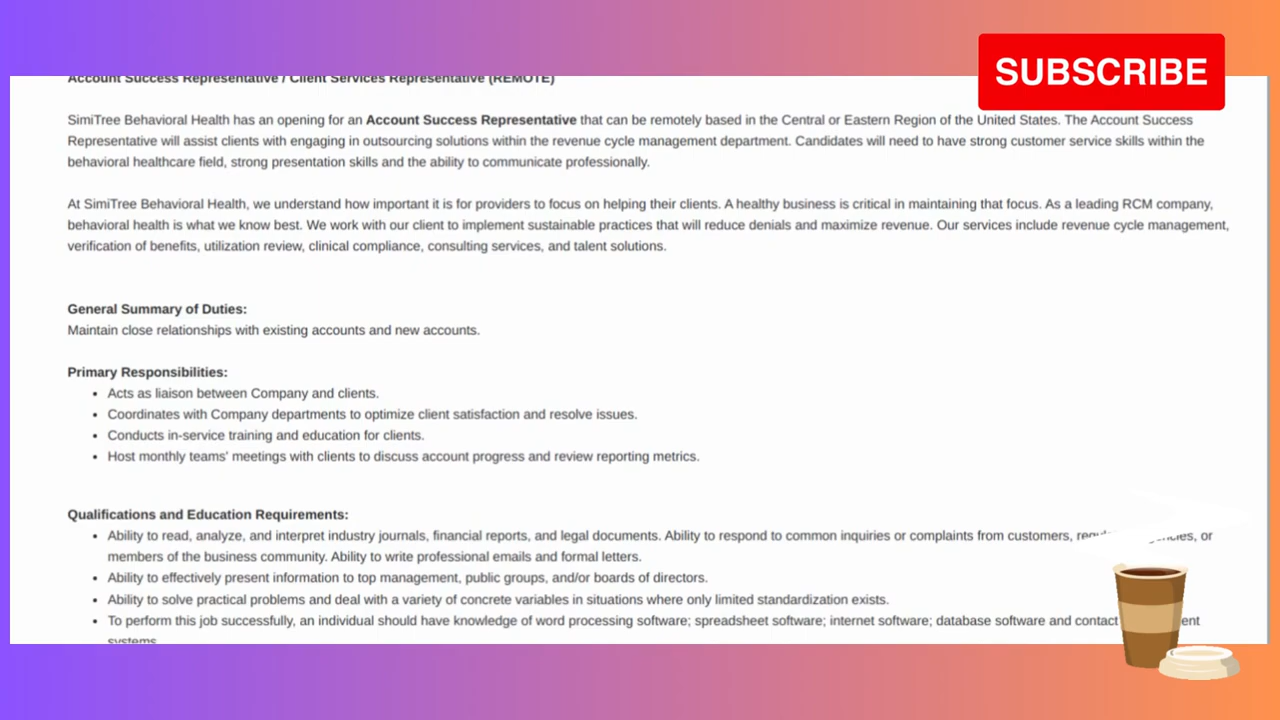 SUBSCRIBE
Account Success Representative / Client Services Representative (REMOTE)
SimiTree Behavioral Health has an opening for an Account Success Representative that can be remotely based in the Central or Eastern Region of the United States. The Account Success
Representative will assist clients with engaging in outsourcing solutions within the revenue cycle management department. Candidates will need to have strong customer service skills within the
behavioral healthcare field, strong presentation skills and the ability to communicate professionally.
At SimiTree Behavioral Health, we understand how important it is for providers to focus on helping their clients. A healthy business is critical in maintaining that focus. As a leading RCM company,
behavioral health is what we know best. We work with our client to implement sustainable practices that will reduce denials and maximize revenue. Our services include revenue cycle management,
verification of benefits, utilization review, clinical compliance, consulting services, and talent solutions.
General Summary of Duties:
Maintain close relationships with existing accounts and new accounts.
Primary Responsibilities:
• Acts as liaison between Company and clients.
• Coordinates with Company departments to optimize client satisfaction and resolve issues.
• Conducts in-service training and education for clients.
• Host monthly teams' meetings with clients to discuss account progress and review reporting metrics.
Qualifications and Education Requirements:
• Ability to read, analyze, and interpret industry journals, financial reports, and legal documents. Ability to respond to common inquiries or complaints from customers, or
members of the business community. Ability to write professional emails and formal letters.
• Ability to effectively present information to top management, public groups, and/or boards of directors.
• Ability to solve practical problems and deal with a variety of concrete variables in situations where only limited standardization exists.
• To perform this job successfully, an individual should have knowledge of word processing software; spreadsheet software; internet software; database software and contact
systems.